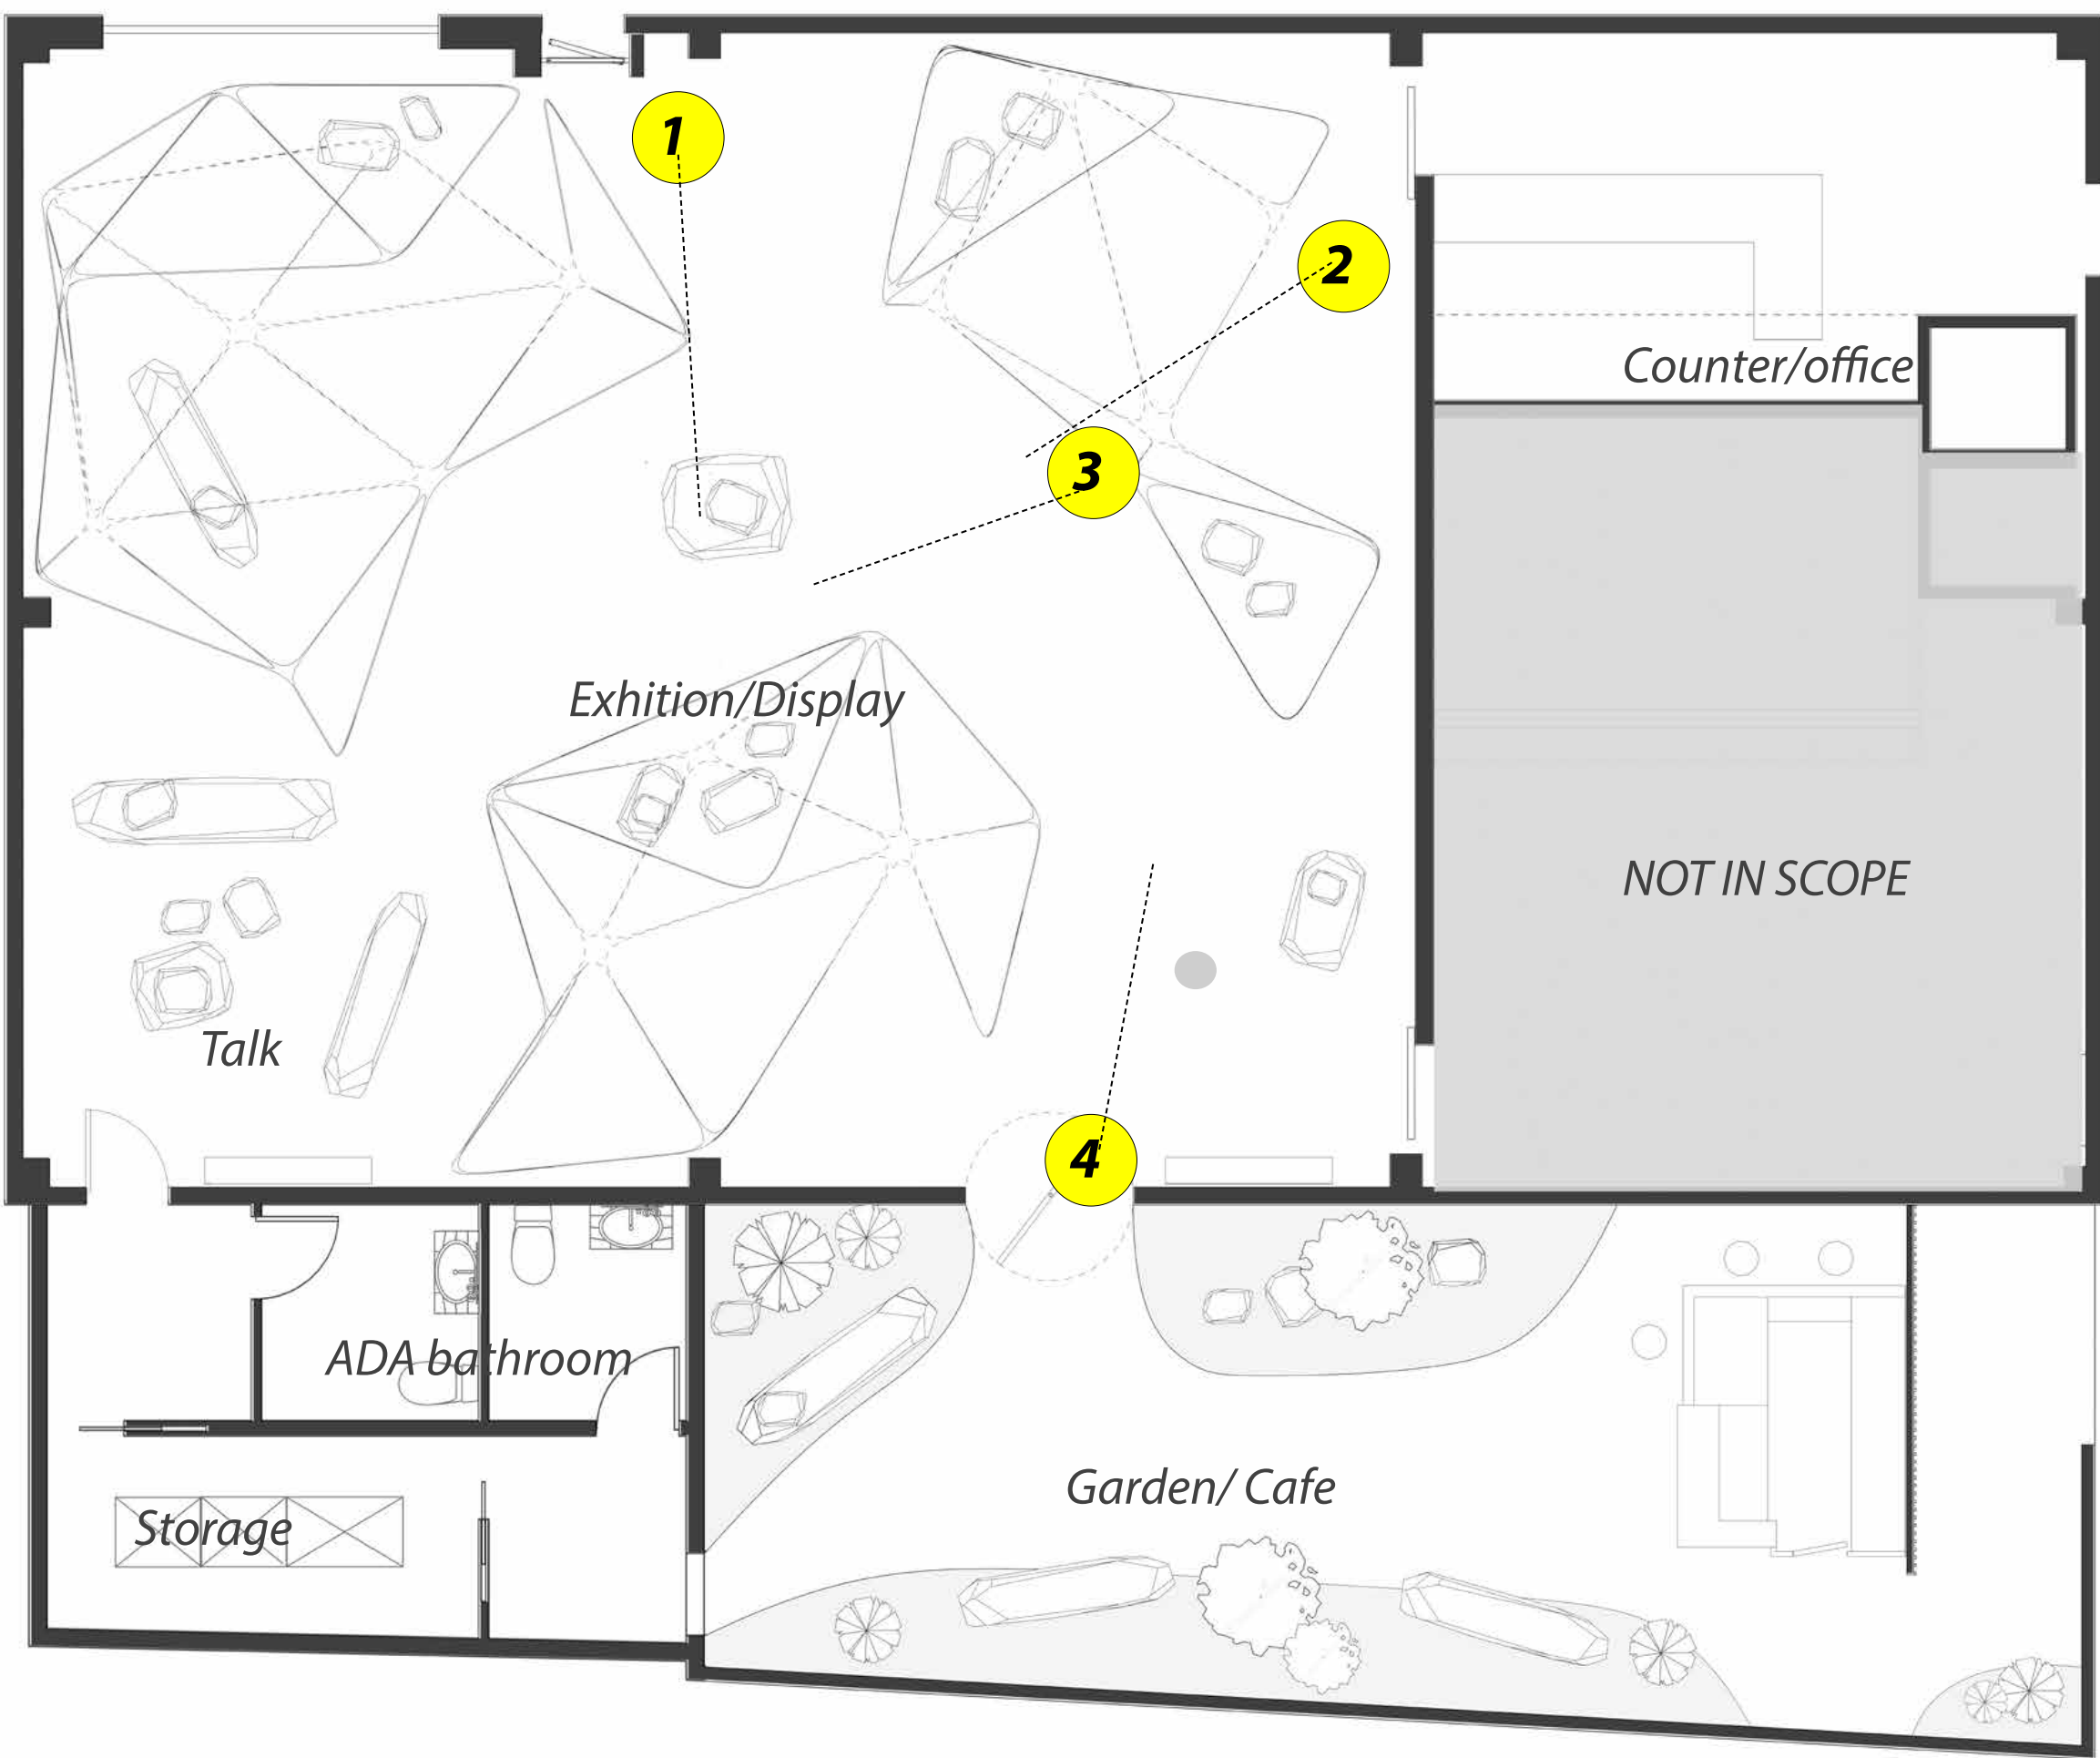 1
2
Counter/office
3
Exhition/Display
NOT IN SCOPE
Talk
4
ADA bathroom
Garden/ Cafe
Storage